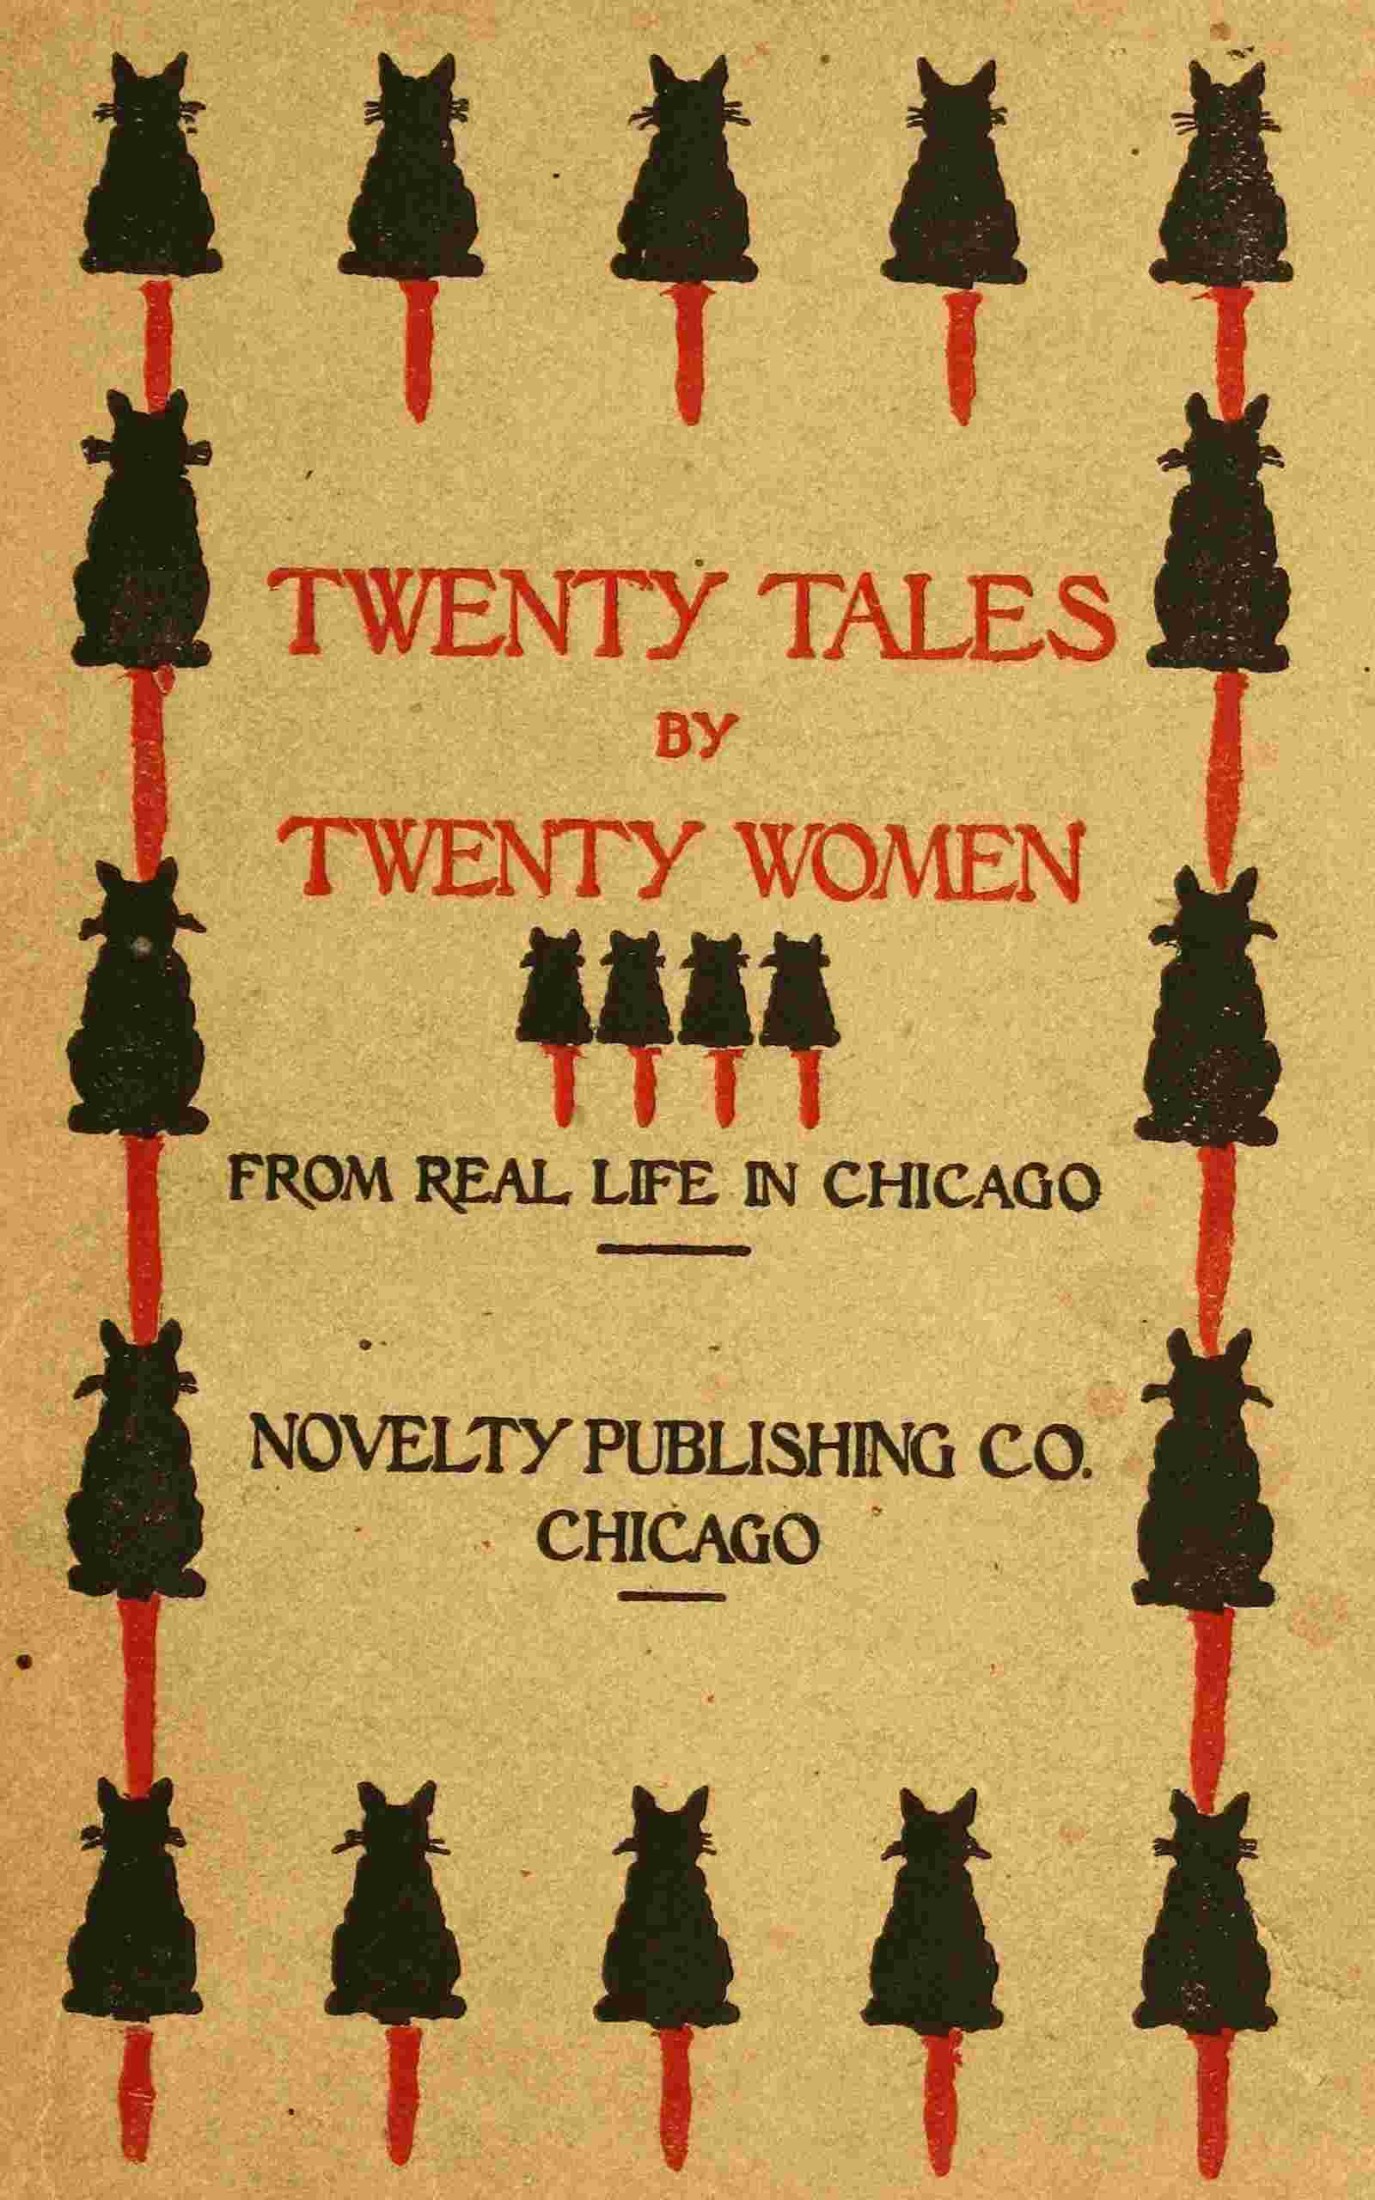 TWENTY TALES
BY
TWENTY WOMEN
FROM REAL LIFE IN CHICAGO
NOVELTY PUBLISHING CO.
CHICAGO